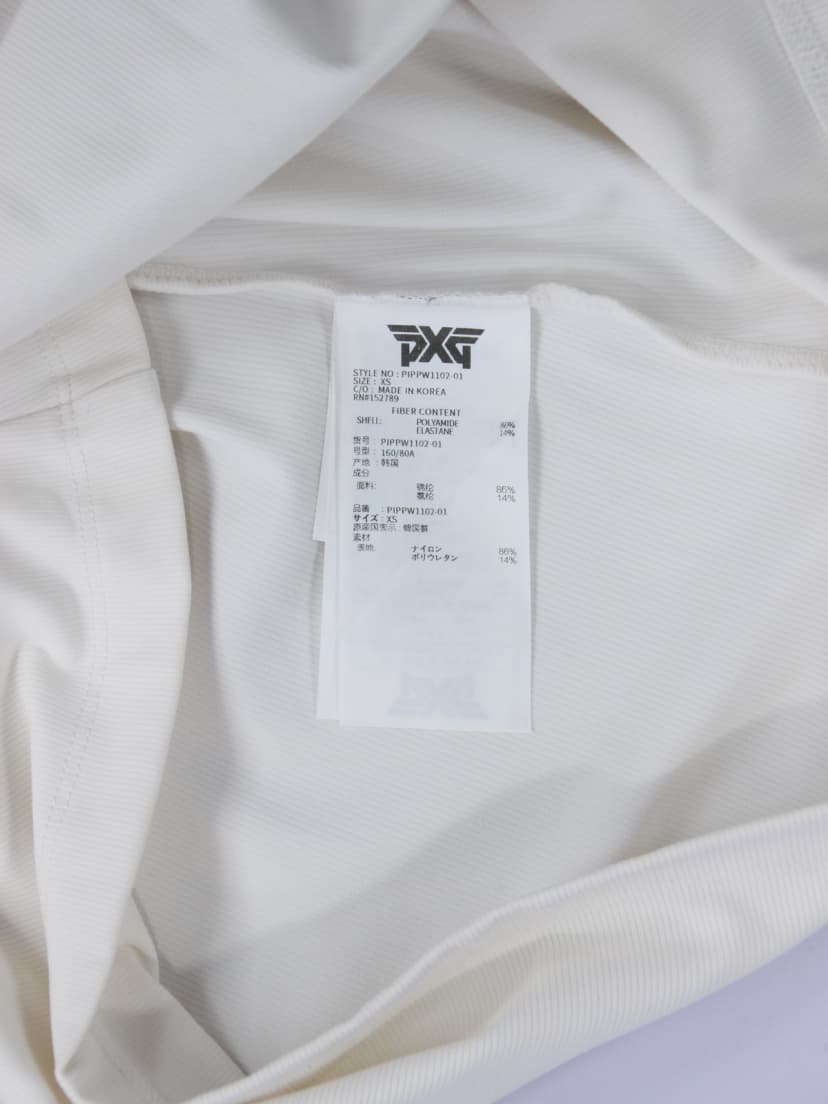 PXG
STYLE NO : PIPPW1102-01
SIZE : XS
C/O : MADE IN KOREA
RN#152789
FIBER CONTENT
SHELL: POLYAMIDE 86%
ELASTANE 14%
货号 : PIPPW1102-01
号型 : 160/80A
产地 : 韩国
成分
面料: 锦纶 86%
氨纶 14%
品番 : PIPPW1102-01
サイズ : XS
原産国表示 : 韓国製
素材
表地: ナイロン 86%
ポリウレタン 14%